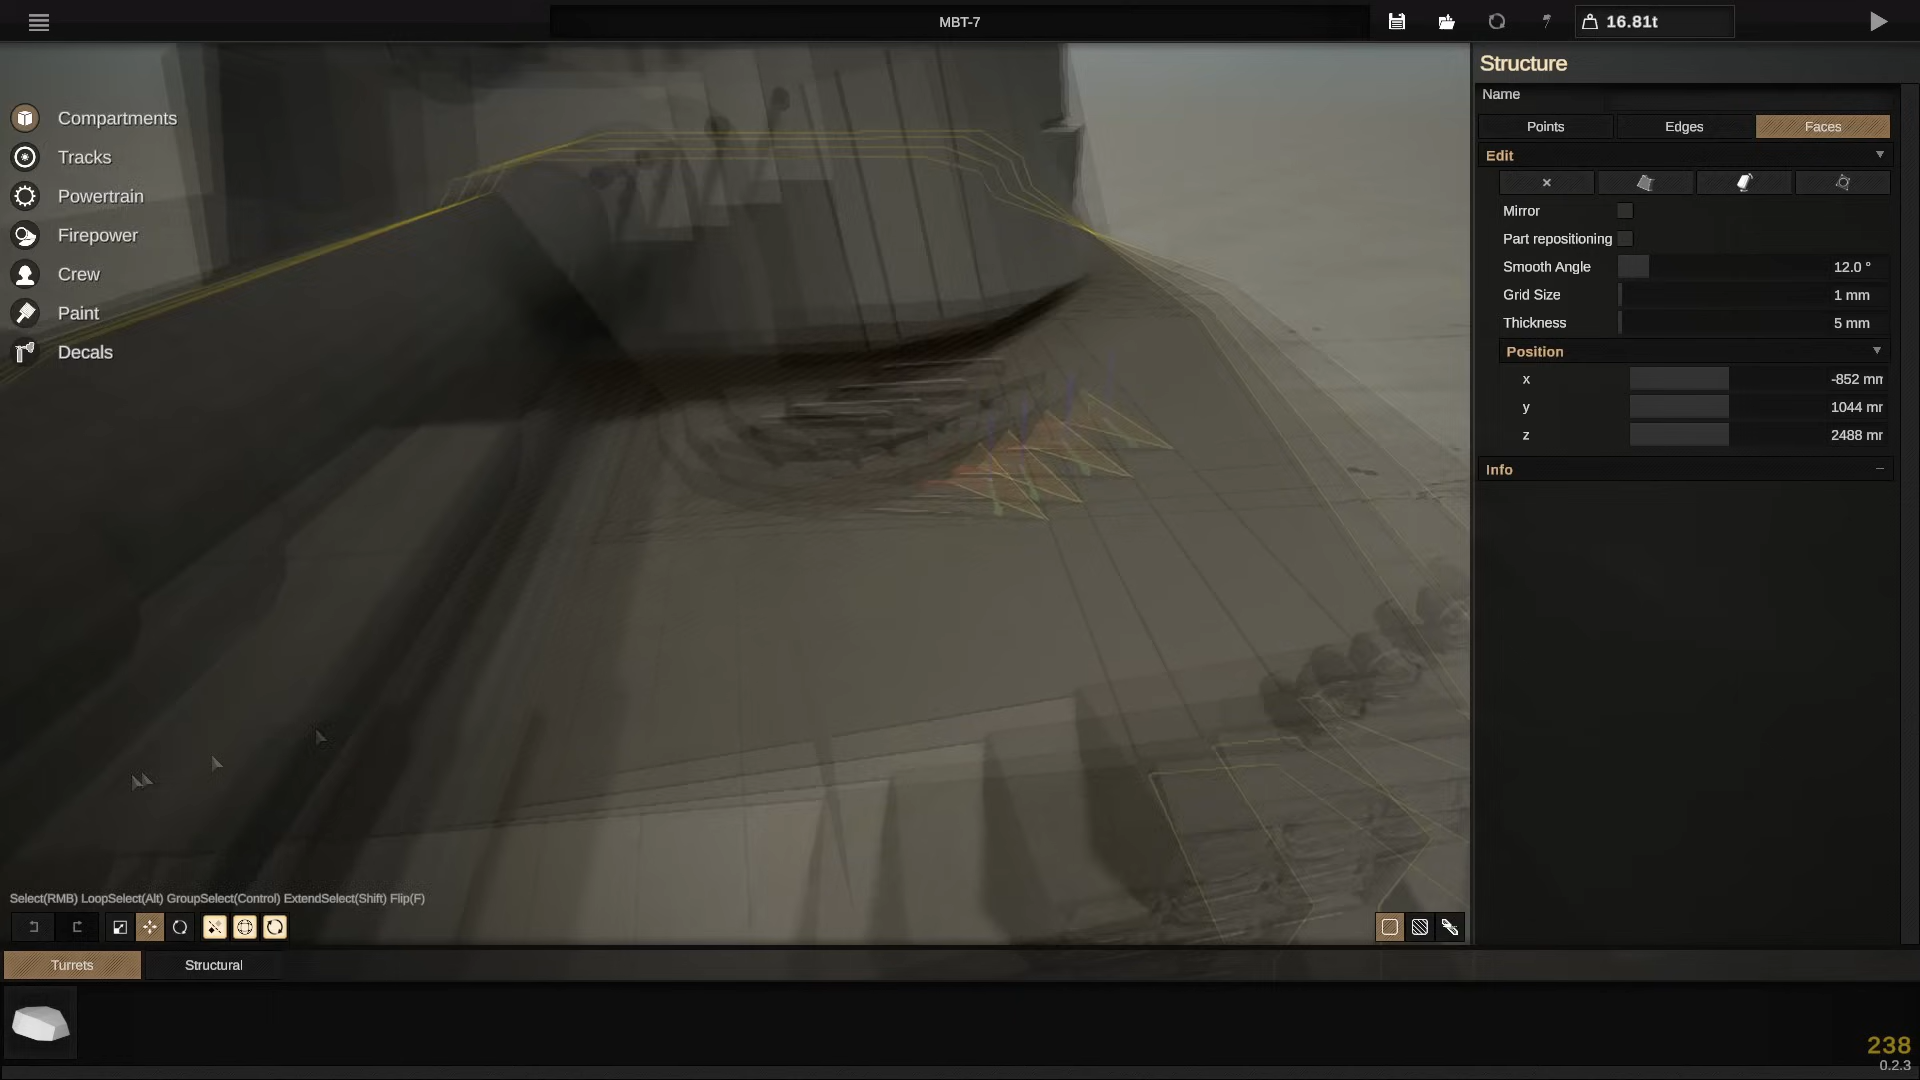 MBT-7
16.81t
Compartments
Tracks
Powertrain
Firepower
Crew
Paint
Decals
Structure
Name
Points Edges Faces
Edit
Mirror
Part repositioning
Smooth Angle 12.0 °
Grid Size 1 mm
Thickness 5 mm
Position
x -852 mm
y 1044 mr
z 2488 mr
Info
Select(RMB) LoopSelect(Alt) GroupSelect(Control) ExtendSelect(Shift) Flip(F)
Turrets Structural
238
0.2.3